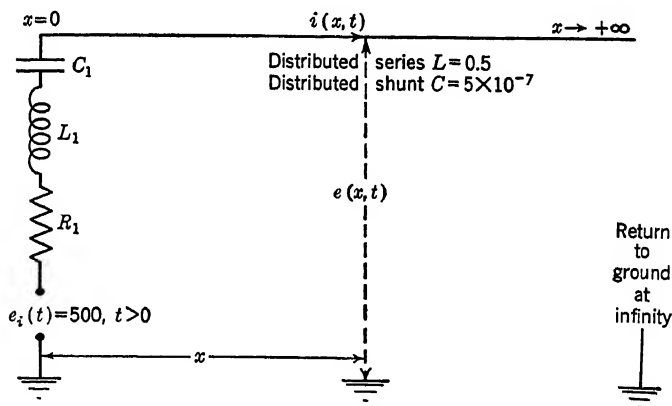 x=0
i(x,t)
x→ +∞
C₁
Distributed series L=0.5
Distributed shunt C=5×10⁻⁷
L₁
e(x,t)
R₁
Return
to
ground
at
infinity
eᵢ(t)=500, t>0
x